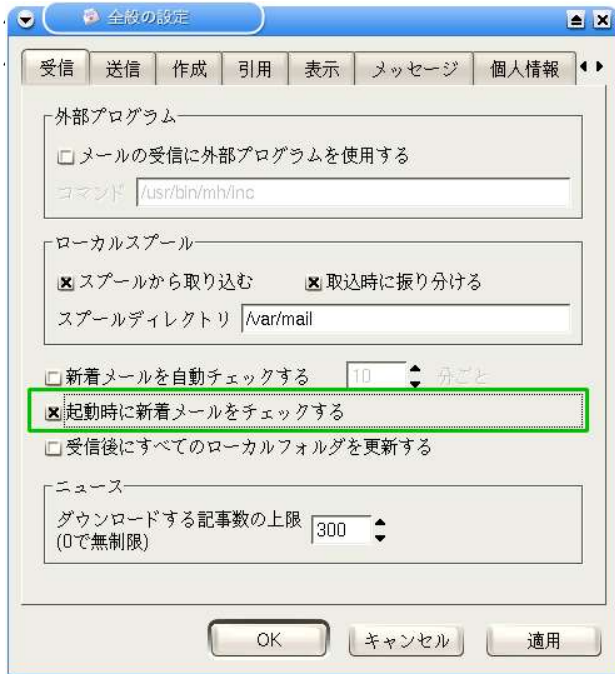 全般の設定
受信 送信 作成 引用 表示 メッセージ 個人情報
外部プログラム
メールの受信に外部プログラムを使用する
コマンド /usr/bin/mh/inc
ローカルスプール
スプールから取り込む 取込時に振り分ける
スプールディレクトリ /var/mail
新着メールを自動チェックする 10 分ごと
起動時に新着メールをチェックする
受信後にすべてのローカルフォルダを更新する
ニュース
ダウンロードする記事数の上限 300
(0で無制限)
OK キャンセル 適用